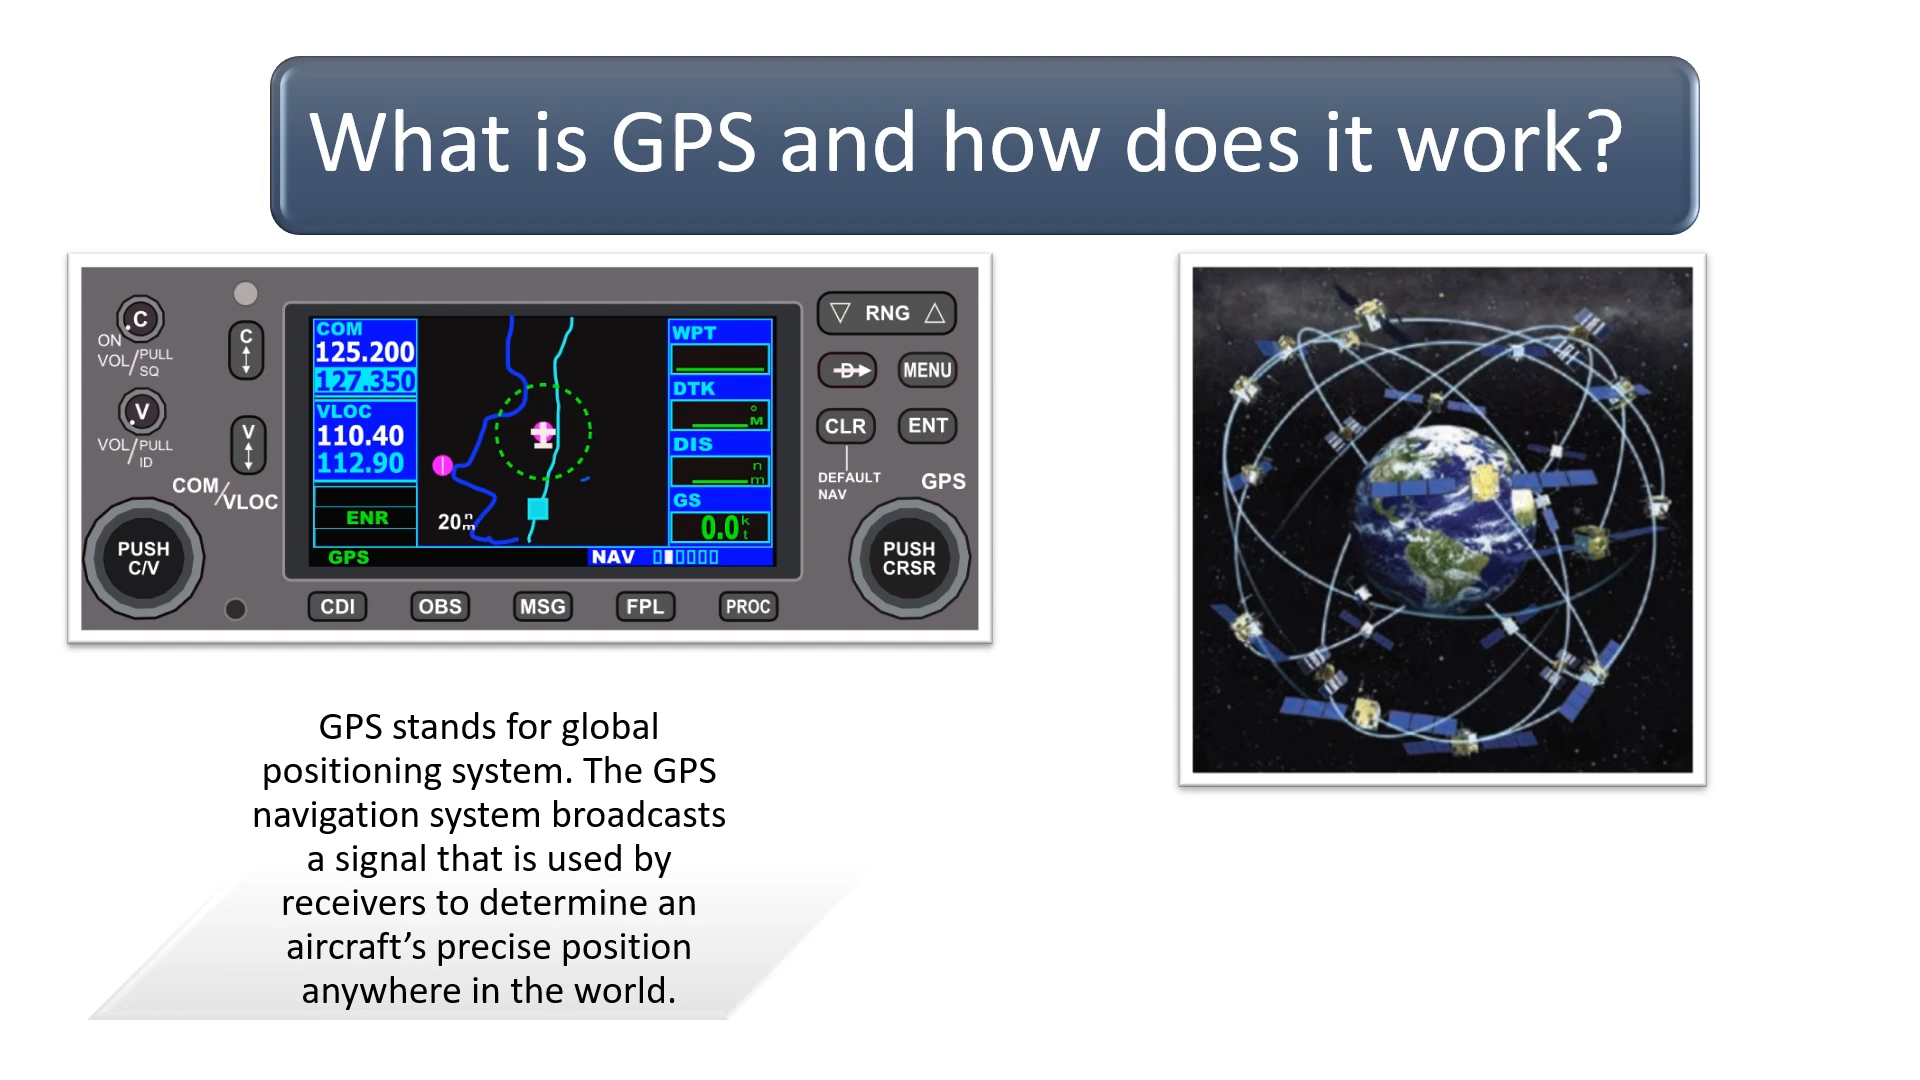 What is GPS and how does it work?
C
ON
VOL/PULL
SQ
V
VOL/PULL
ID
C
V
COM/VLOC
PUSH
C/V
COM
125.200
127.350
VLOC
110.40
112.90
ENR
GPS
20nm
NAV
WPT
DTK
°M
DIS
nm
GS
0.0kt
RNG
D
MENU
CLR
ENT
DEFAULT
NAV
GPS
PUSH
CRSR
CDI
OBS
MSG
FPL
PROC
GPS stands for global
positioning system. The GPS
navigation system broadcasts
a signal that is used by
receivers to determine an
aircraft’s precise position
anywhere in the world.